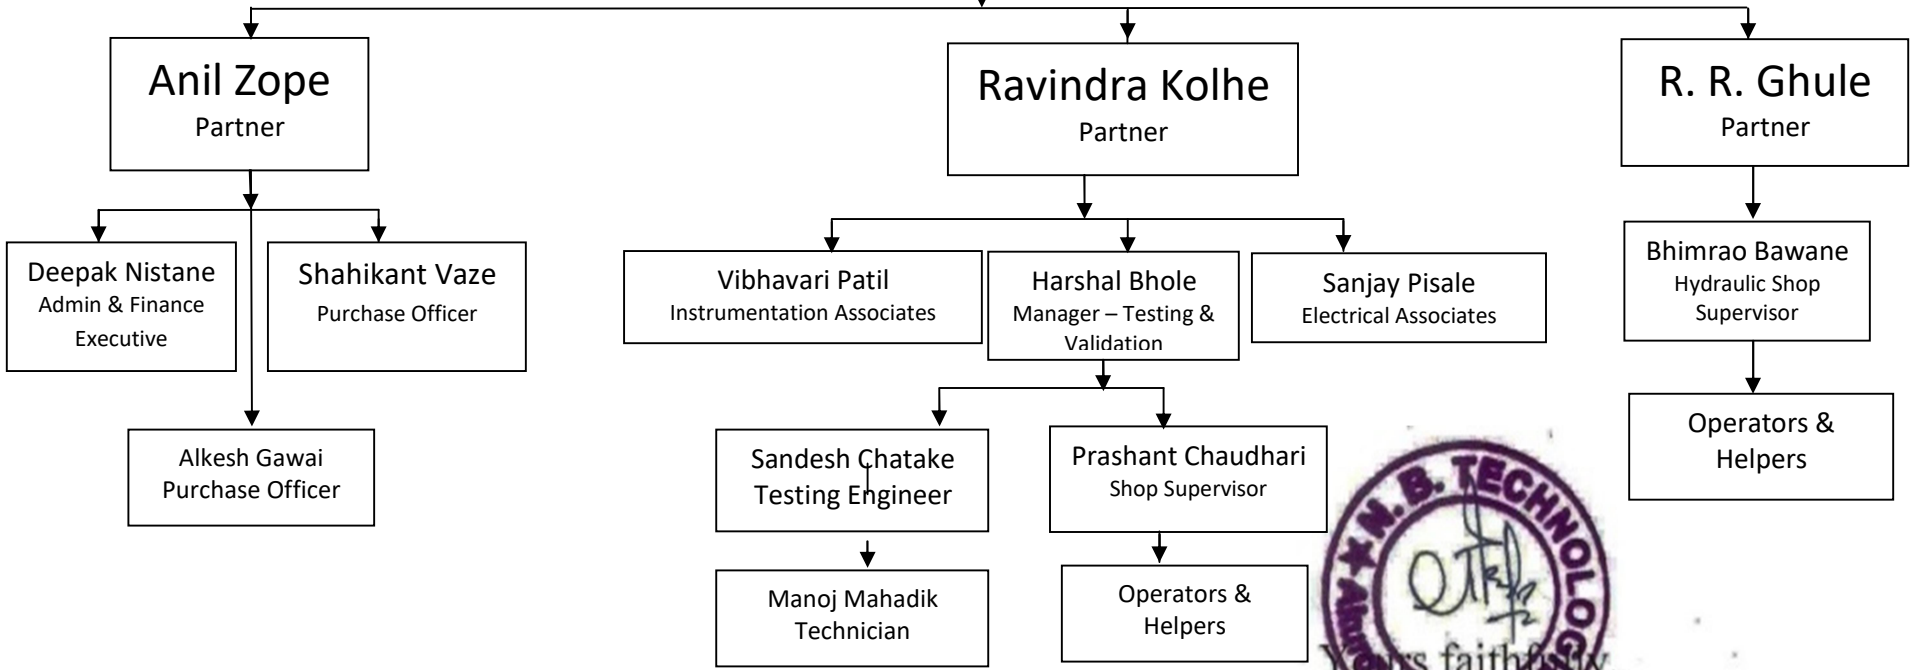 Anil Zope
Partner
Ravindra Kolhe
Partner
R. R. Ghule
Partner
Deepak Nistane
Admin & Finance
Executive
Shahikant Vaze
Purchase Officer
Alkesh Gawai
Purchase Officer
Vibhavari Patil
Instrumentation Associates
Harshal Bhole
Manager – Testing &
Validation
Sanjay Pisale
Electrical Associates
Bhimrao Bawane
Hydraulic Shop
Supervisor
Sandesh Chatake
Testing Engineer
Prashant Chaudhari
Shop Supervisor
Operators &
Helpers
Manoj Mahadik
Technician
Operators &
Helpers
N. B. TECHNOLOG
Yours faithfully